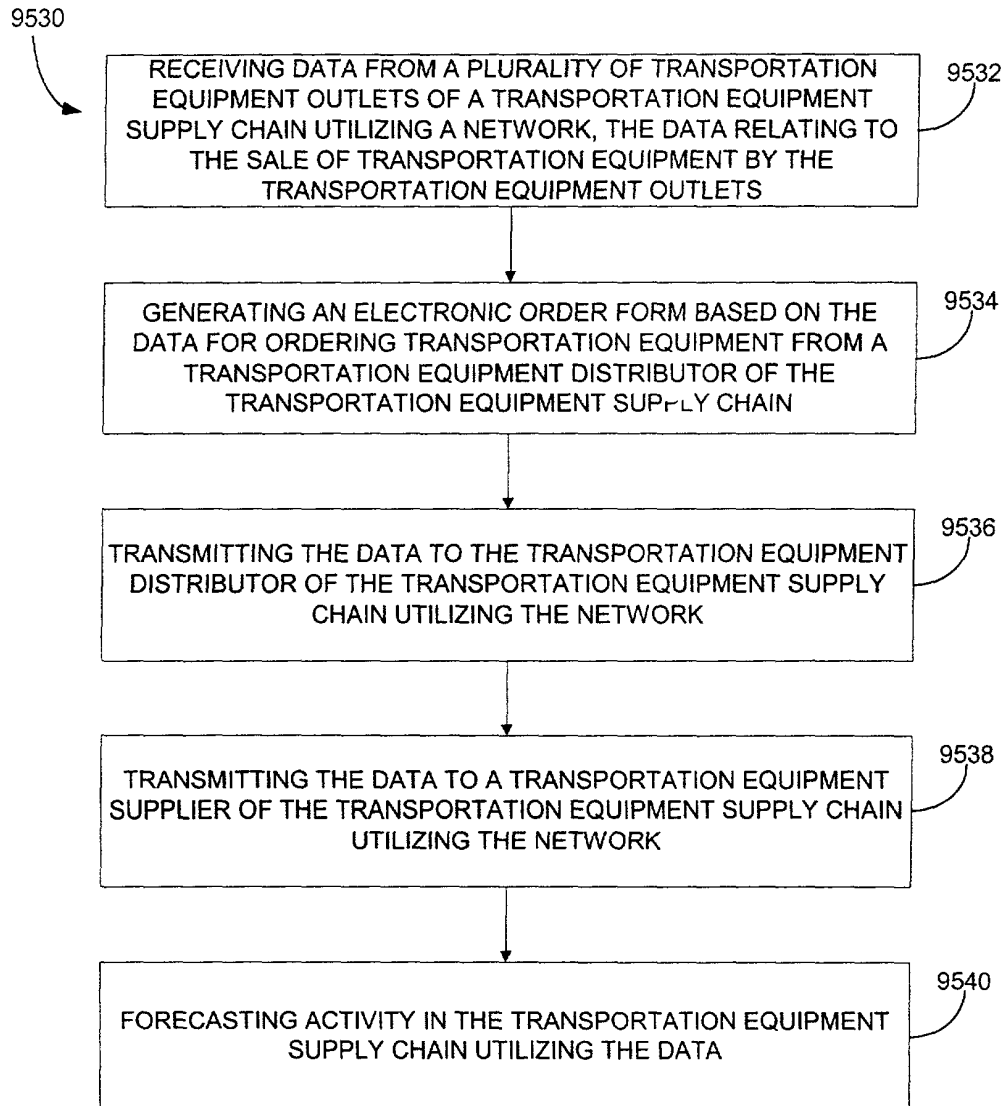 9530
RECEIVING DATA FROM A PLURALITY OF TRANSPORTATION
EQUIPMENT OUTLETS OF A TRANSPORTATION EQUIPMENT
SUPPLY CHAIN UTILIZING A NETWORK, THE DATA RELATING TO
THE SALE OF TRANSPORTATION EQUIPMENT BY THE
TRANSPORTATION EQUIPMENT OUTLETS
9532
GENERATING AN ELECTRONIC ORDER FORM BASED ON THE
DATA FOR ORDERING TRANSPORTATION EQUIPMENT FROM A
TRANSPORTATION EQUIPMENT DISTRIBUTOR OF THE
TRANSPORTATION EQUIPMENT SUPPLY CHAIN
9534
TRANSMITTING THE DATA TO THE TRANSPORTATION EQUIPMENT
DISTRIBUTOR OF THE TRANSPORTATION EQUIPMENT SUPPLY
CHAIN UTILIZING THE NETWORK
9536
TRANSMITTING THE DATA TO A TRANSPORTATION EQUIPMENT
SUPPLIER OF THE TRANSPORTATION EQUIPMENT SUPPLY CHAIN
UTILIZING THE NETWORK
9538
FORECASTING ACTIVITY IN THE TRANSPORTATION EQUIPMENT
SUPPLY CHAIN UTILIZING THE DATA
9540